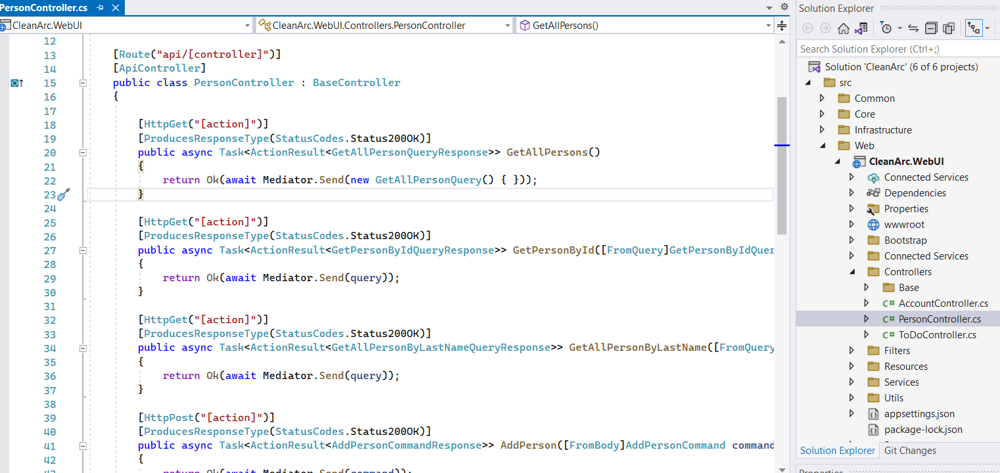 PersonController.cs
CleanArc.WebUI
CleanArc.WebUI.Controllers.PersonController
GetAllPersons()
12
13 [Route("api/[controller]")]
14 [ApiController]
15 public class PersonController : BaseController
16 {
17
18 [HttpGet("[action]")]
19 [ProducesResponseType(StatusCodes.Status200OK)]
20 public async Task<ActionResult<GetAllPersonQueryResponse>> GetAllPersons()
21 {
22 return Ok(await Mediator.Send(new GetAllPersonQuery() { }));
23 }
24
25 [HttpGet("[action]")]
26 [ProducesResponseType(StatusCodes.Status200OK)]
27 public async Task<ActionResult<GetPersonByIdQueryResponse>> GetPersonById([FromQuery]GetPersonByIdQuer
28 {
29 return Ok(await Mediator.Send(query));
30 }
31
32 [HttpGet("[action]")]
33 [ProducesResponseType(StatusCodes.Status200OK)]
34 public async Task<ActionResult<GetAllPersonByLastNameQueryResponse>> GetAllPersonByLastName([FromQuery
35 {
36 return Ok(await Mediator.Send(query));
37 }
38
39 [HttpPost("[action]")]
40 [ProducesResponseType(StatusCodes.Status200OK)]
41 public async Task<ActionResult<AddPersonCommandResponse>> AddPerson([FromBody]AddPersonCommand command
42 {
43 return Ok(await Mediator.Send(command));
Solution Explorer
Search Solution Explorer (Ctrl+;)
Solution 'CleanArc' (6 of 6 projects)
src
Common
Core
Infrastructure
Web
CleanArc.WebUI
Connected Services
Dependencies
Properties
wwwroot
Bootstrap
Connected Services
Controllers
Base
C# AccountController.cs
C# PersonController.cs
C# ToDoController.cs
Filters
Resources
Services
Utils
appsettings.json
package-lock.json
Solution Explorer
Git Changes
Properties